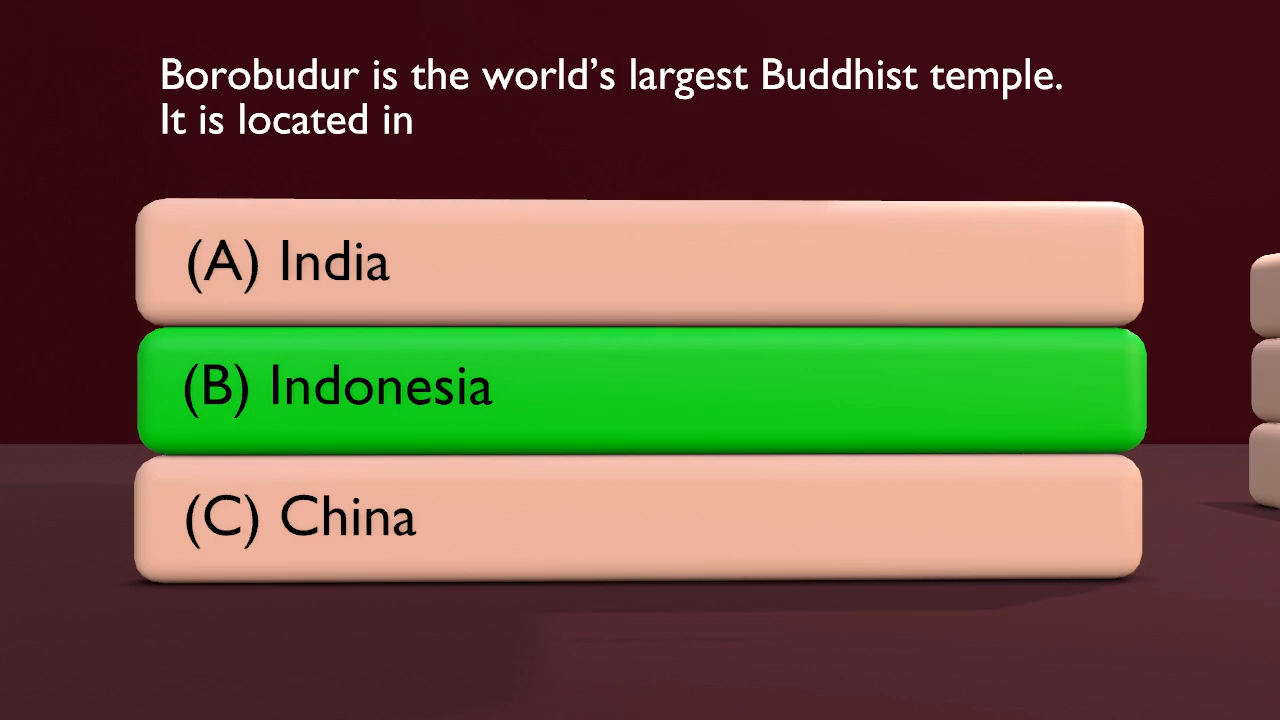 Borobudur is the world’s largest Buddhist temple.
It is located in
(A) India
(B) Indonesia
(C) China